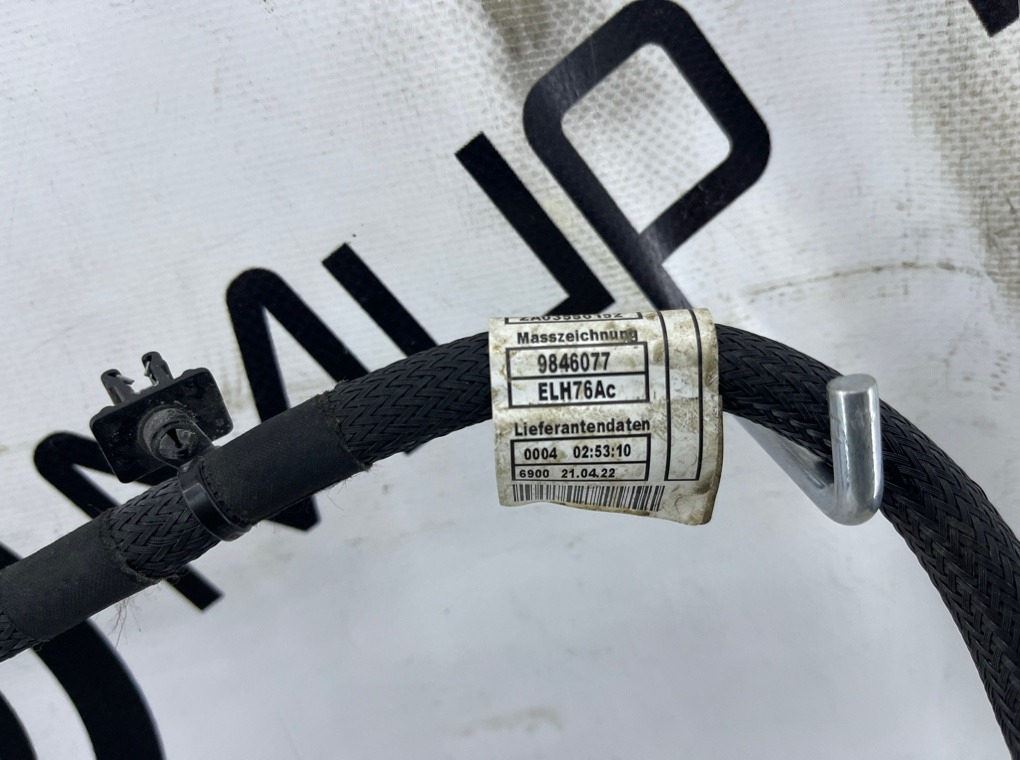 Masszeichnung
9846077
ELH76Ac
Lieferantendaten
0004 02:53:10
6900 21.04.22